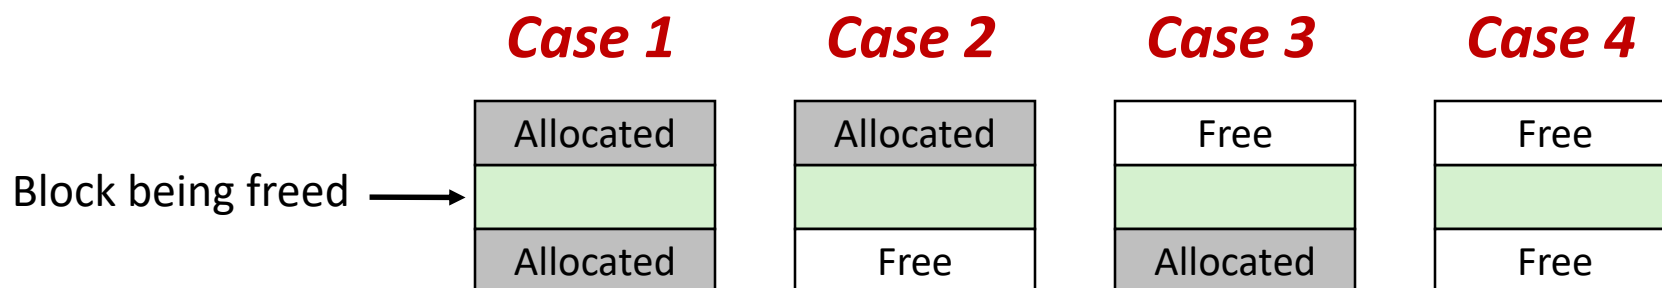 Case 1 Case 2 Case 3 Case 4
Allocated Allocated Free Free
Block being freed
Allocated Free Allocated Free